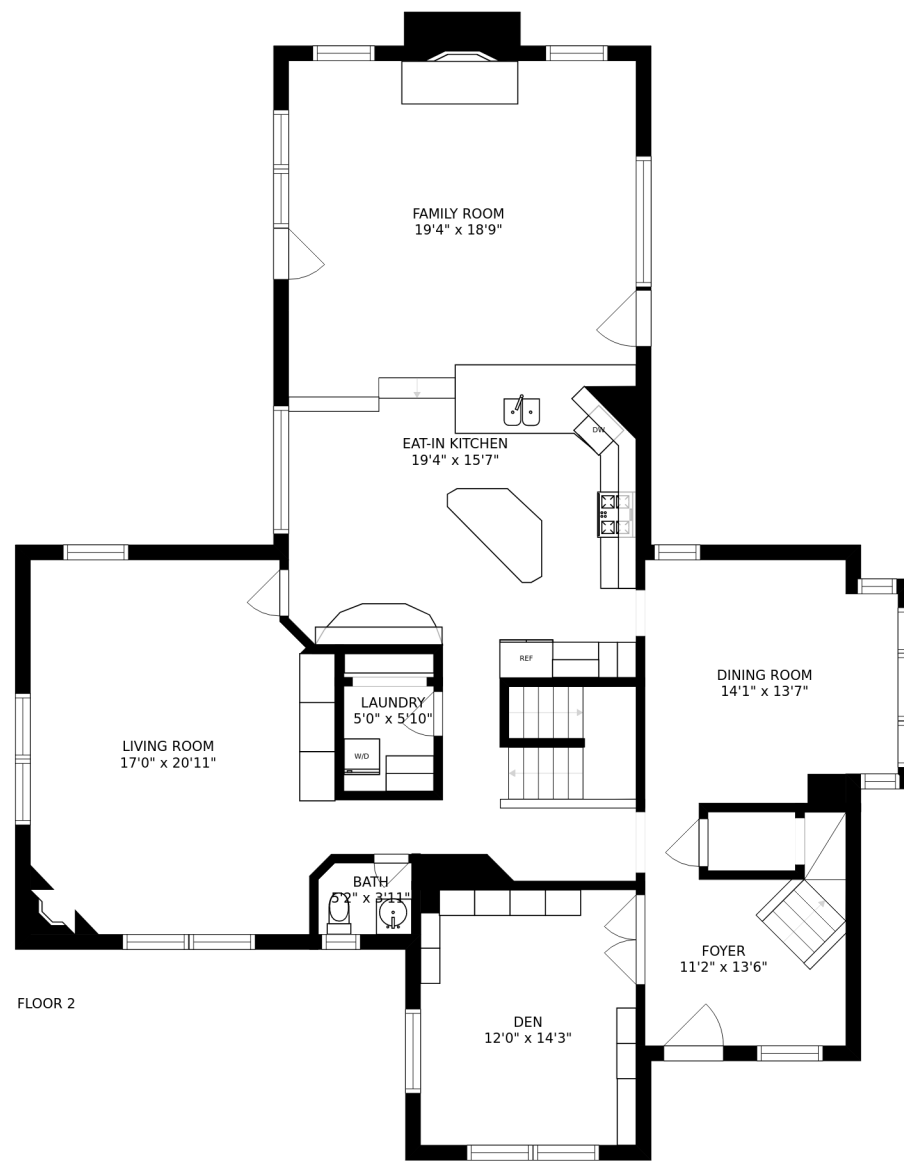 FAMILY ROOM
19'4" x 18'9"
DW
EAT-IN KITCHEN
19'4" x 15'7"
REF
DINING ROOM
14'1" x 13'7"
LAUNDRY
5'0" x 5'10"
W/D
LIVING ROOM
17'0" x 20'11"
BATH
5'2" x 3'11"
FOYER
11'2" x 13'6"
FLOOR 2
DEN
12'0" x 14'3"